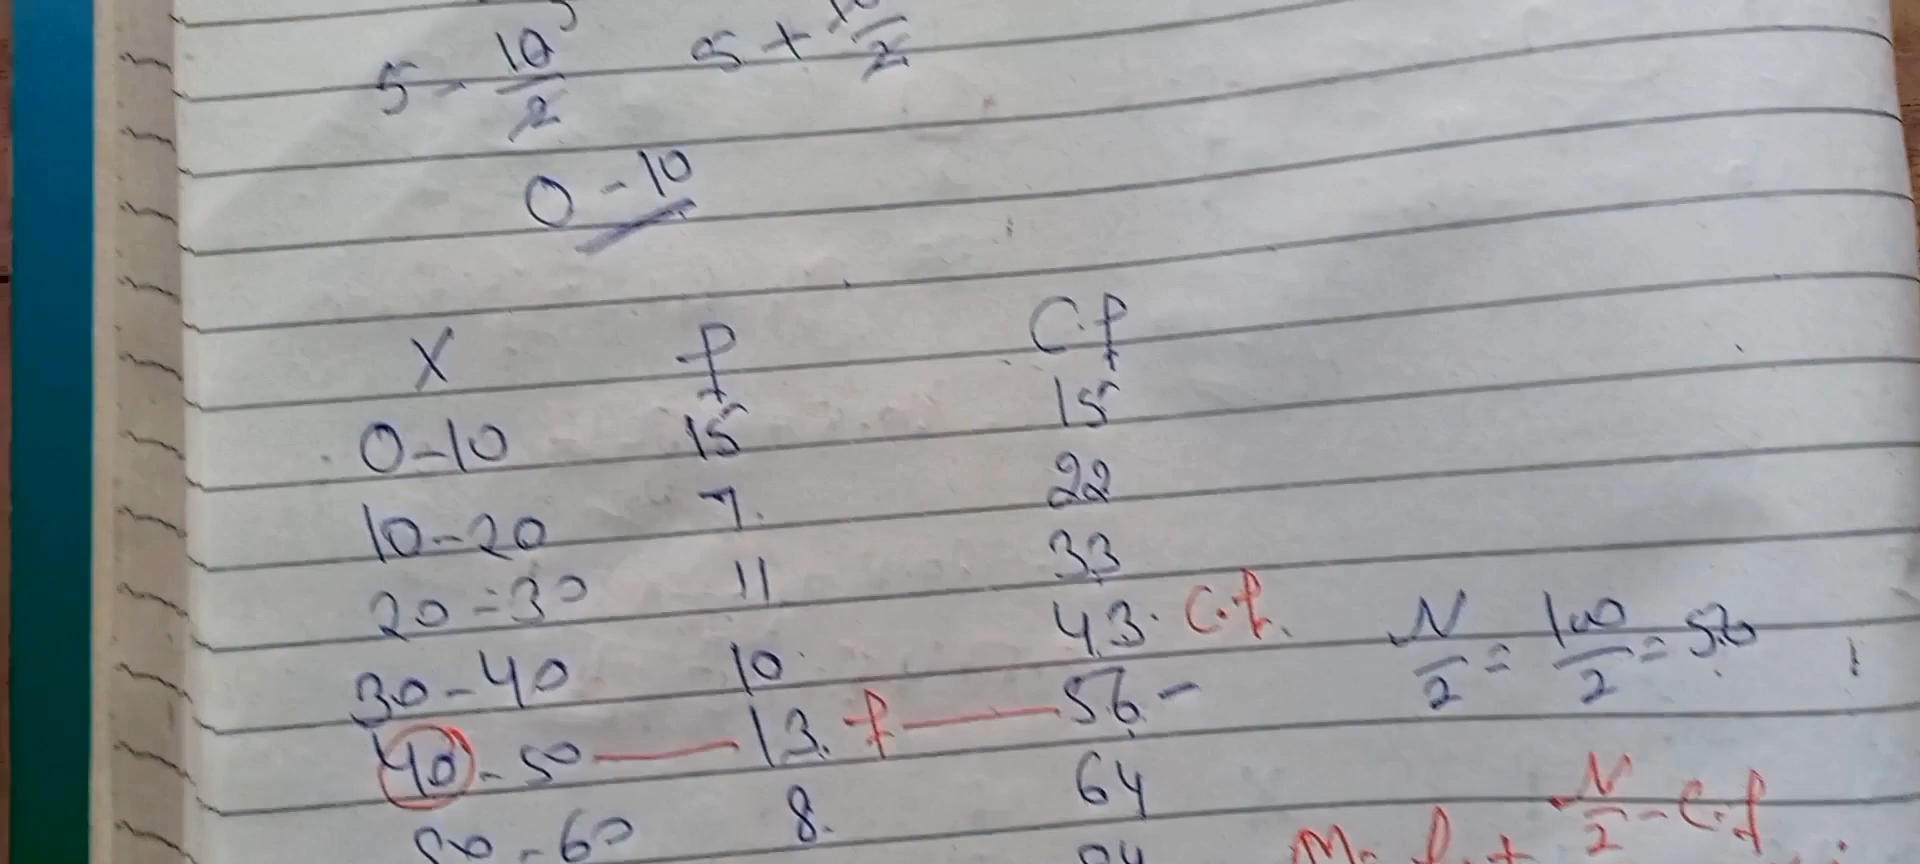 5 - 10/2 5 + 10/2
0 - 10
X f C.f
0-10 15 15
10-20 7. 22
20-30 11 33
30-40 10 43. C.f. N/2 = 100/2 = 50
40-50 13. f 56 -
50-60 8. 64
M = l + N/2 - C.f